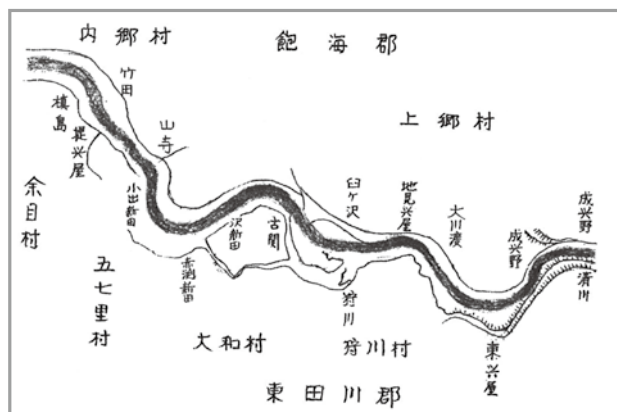 内郷村
飽海郡
上郷村
竹田
山寺
槙島
提興屋
余目村
小出新田
五七里村
赤渕新田
沢新田
古関
臼ヶ沢
地見興屋
大川渡
成興野
成興野
清川
狩川
大和村
狩川村
東興屋
東田川郡